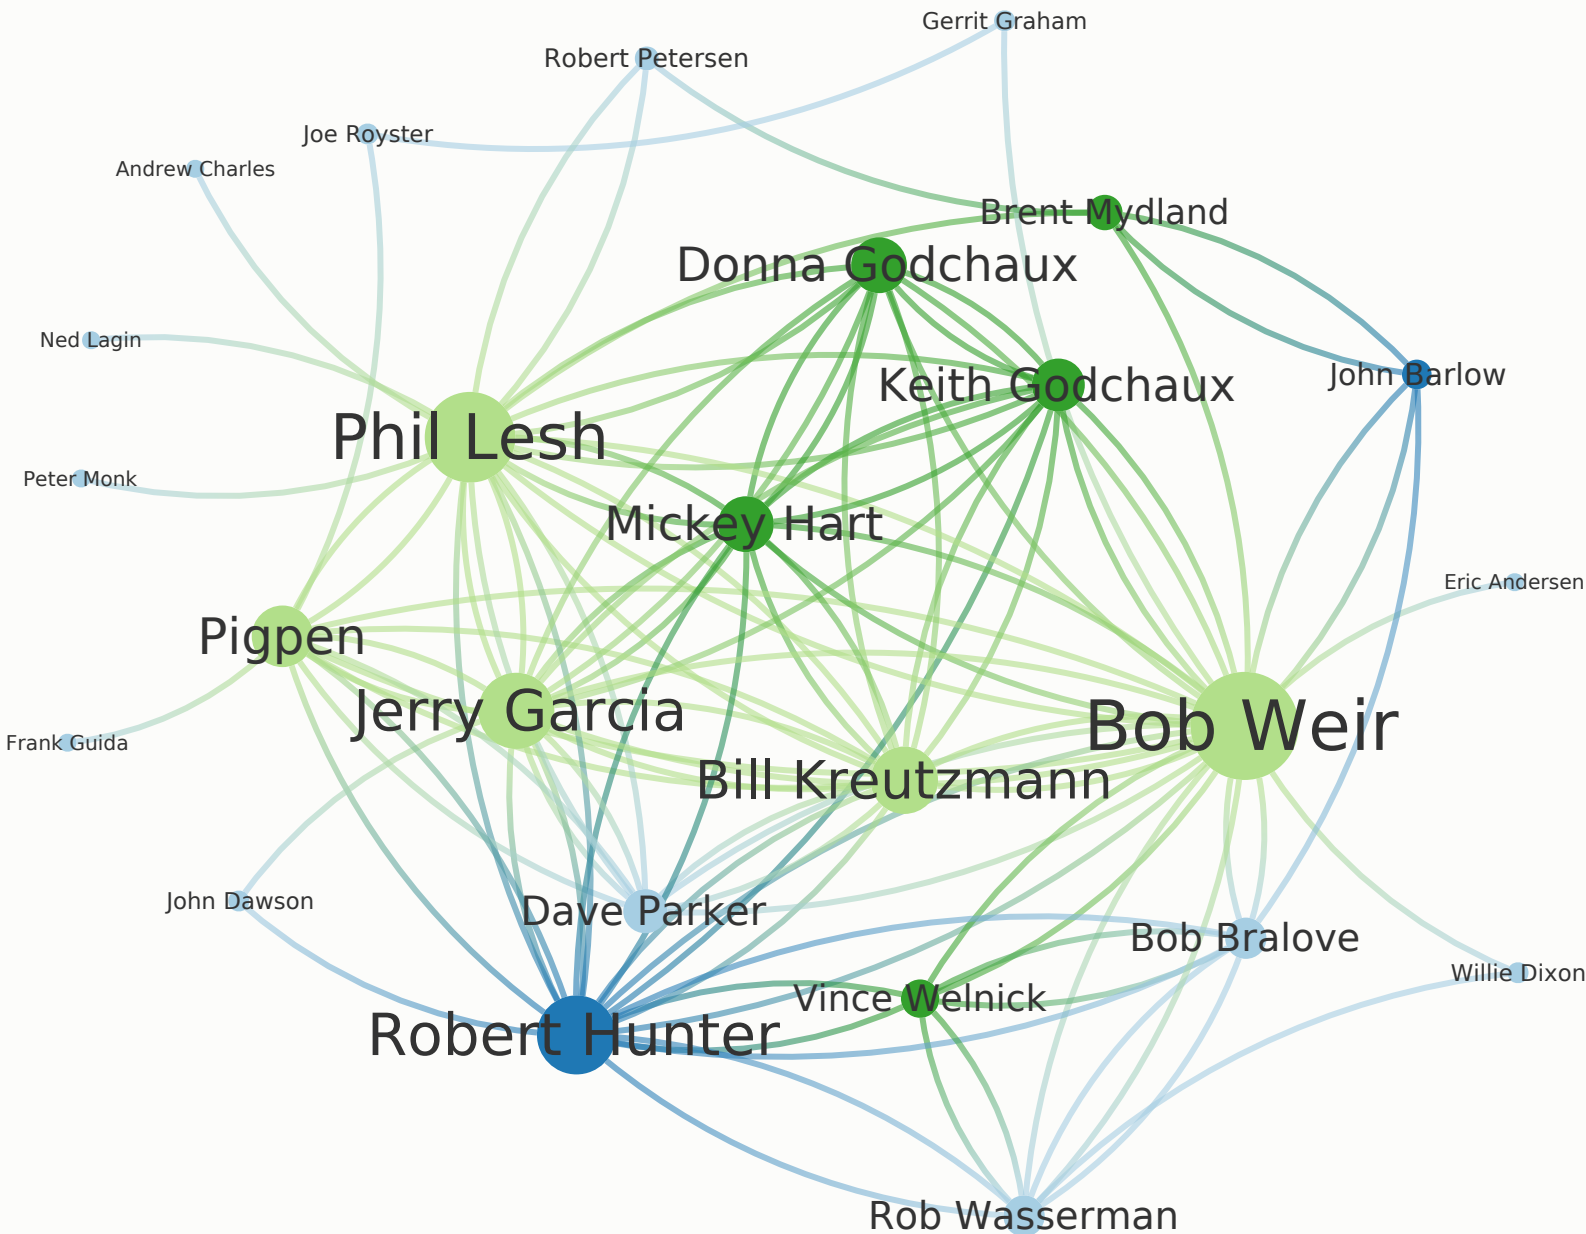 Gerrit Graham
Robert Petersen
Joe Royster
Andrew Charles
Brent Mydland
Donna Godchaux
Ned Lagin
John Barlow
Keith Godchaux
Phil Lesh
Peter Monk
Mickey Hart
Eric Andersen
Pigpen
Jerry Garcia
Bob Weir
Frank Guida
Bill Kreutzmann
John Dawson
Dave Parker
Bob Bralove
Willie Dixon
Vince Welnick
Robert Hunter
Rob Wasserman